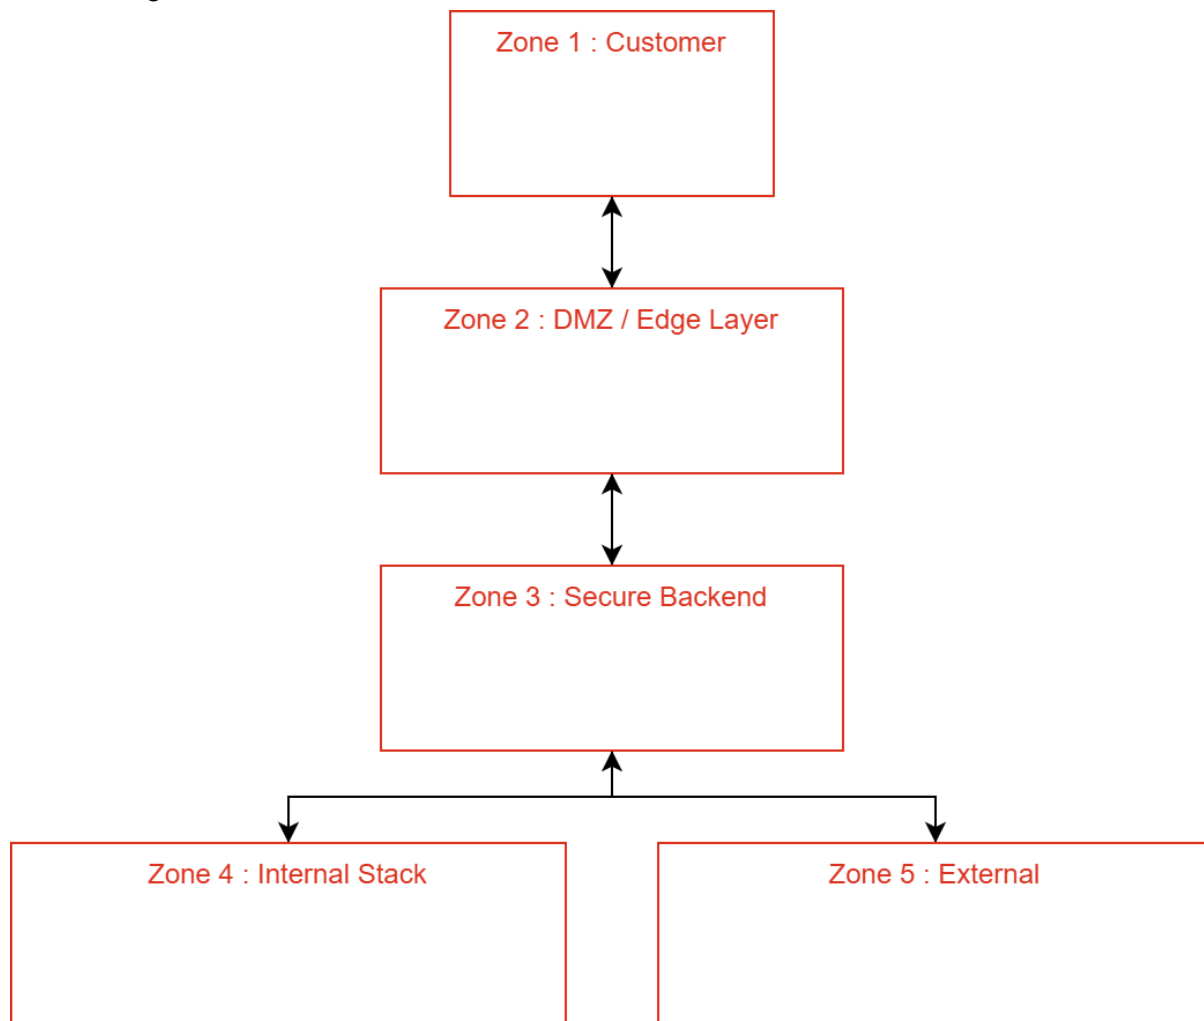 Zone 1 : Customer
Zone 2 : DMZ / Edge Layer
Zone 3 : Secure Backend
Zone 4 : Internal Stack
Zone 5 : External